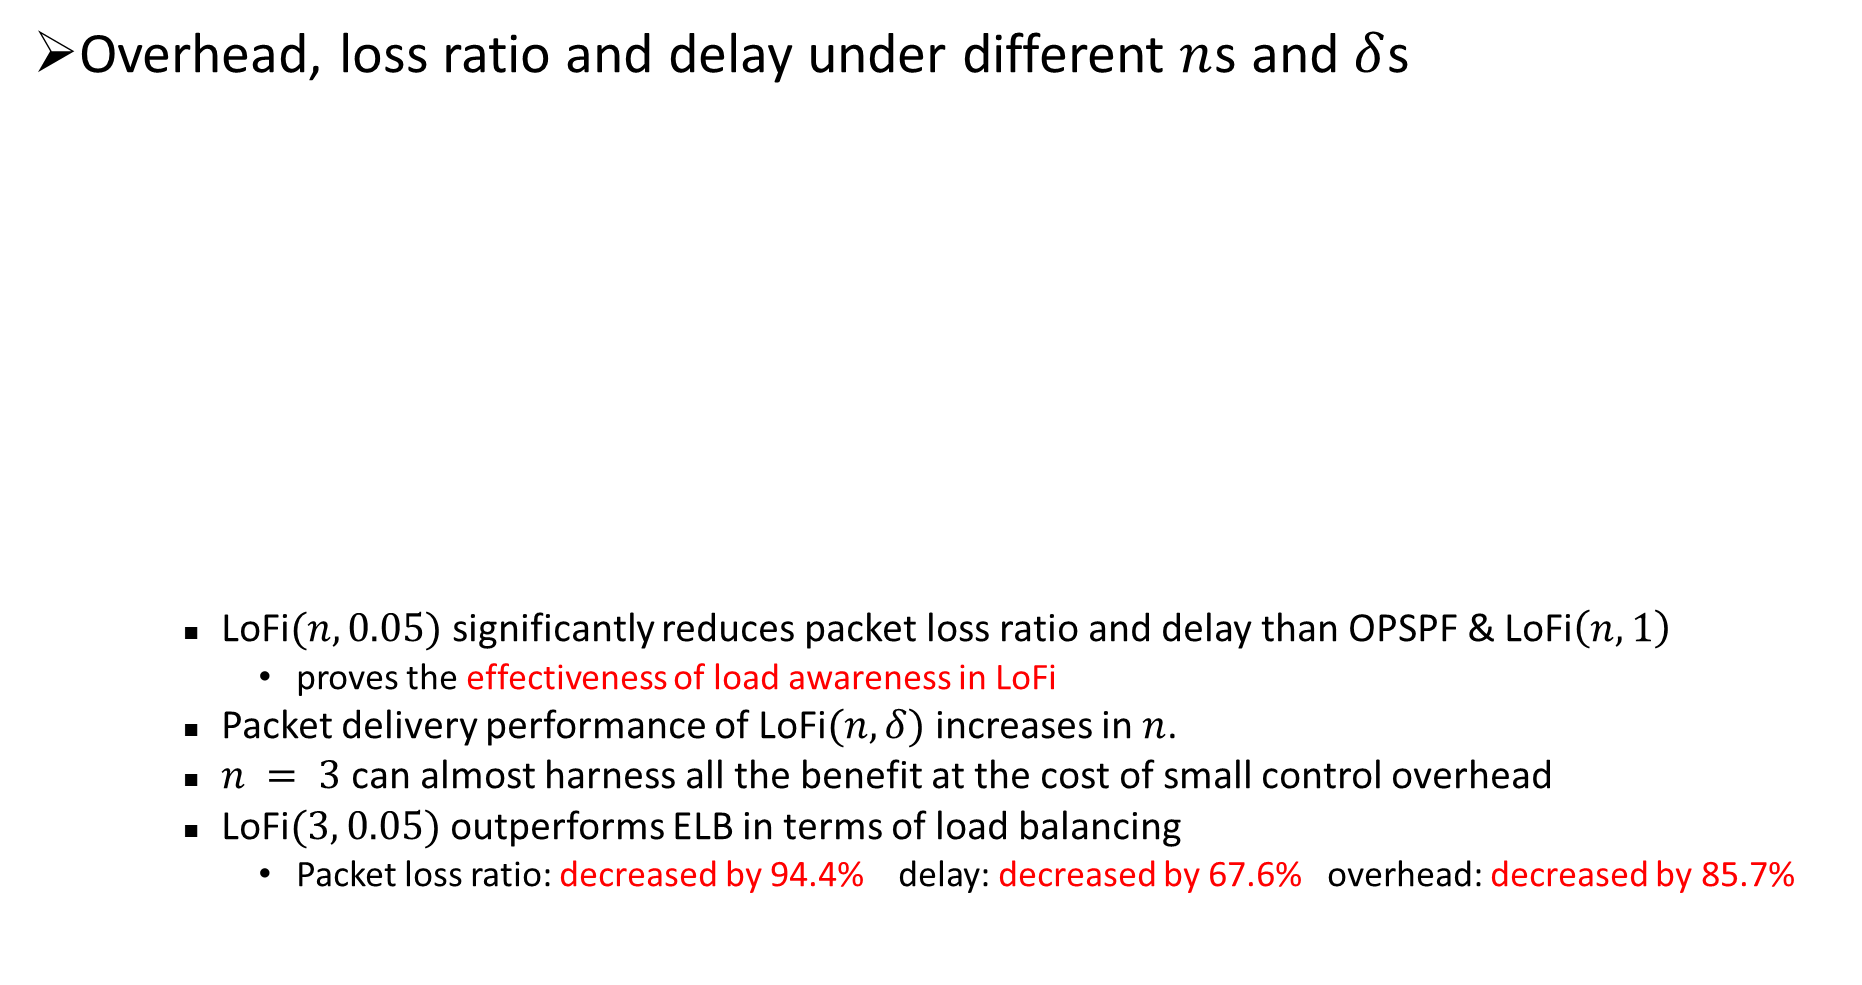 ➢Overhead, loss ratio and delay under different 𝑛s and 𝛿s
▪ LoFi(𝑛, 0.05) significantly reduces packet loss ratio and delay than OPSPF & LoFi(𝑛, 1)
• proves the effectiveness of load awareness in LoFi
▪ Packet delivery performance of LoFi(𝑛, 𝛿) increases in 𝑛.
▪ 𝑛 = 3 can almost harness all the benefit at the cost of small control overhead
▪ LoFi(3, 0.05) outperforms ELB in terms of load balancing
• Packet loss ratio: decreased by 94.4% delay: decreased by 67.6% overhead: decreased by 85.7%